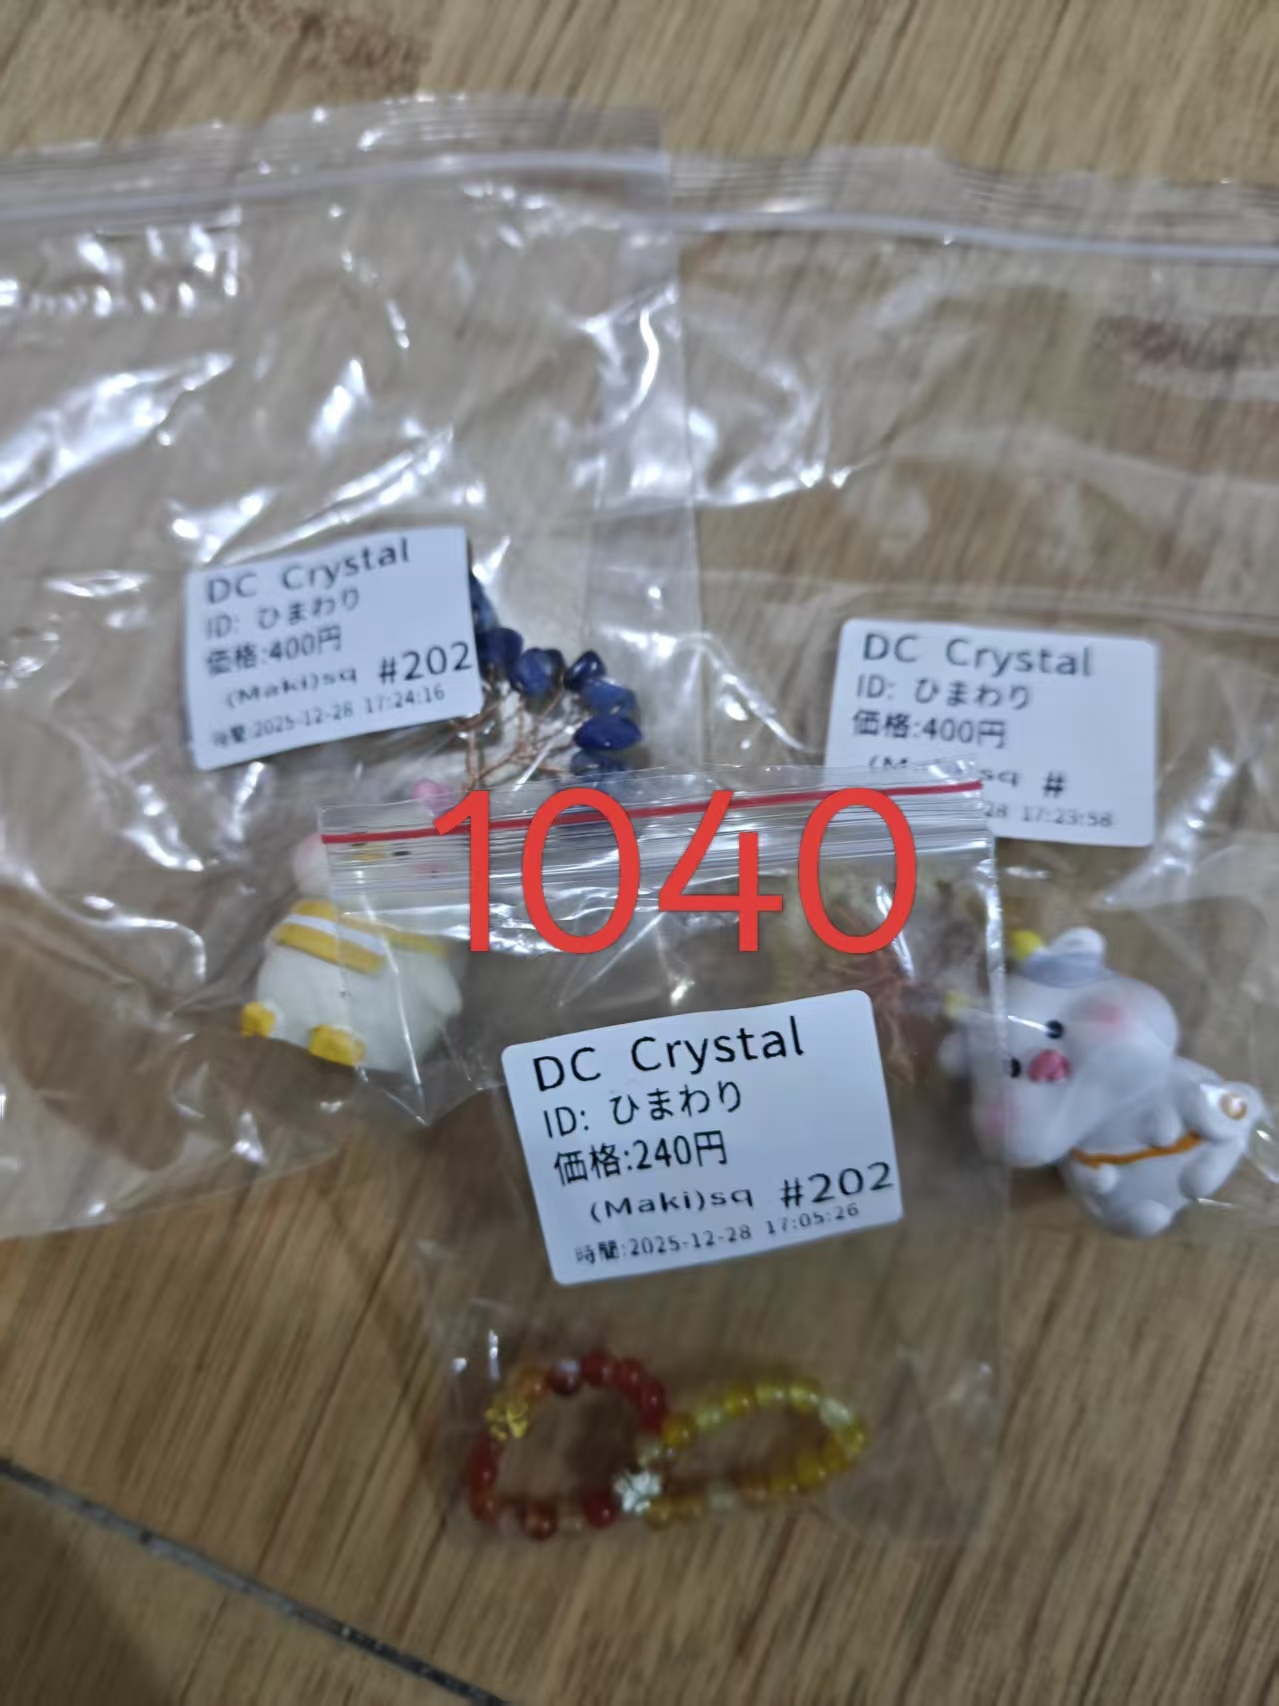 DC Crystal
ID: ひまわり
価格:400円
(Maki)sq #202
時間:2025-12-28 17:24:16
DC Crystal
ID: ひまわり
価格:400円
sq #
28 17:23:58
1040
DC Crystal
ID: ひまわり
価格:240円
(Maki)sq #202
時間:2025-12-28 17:05:26